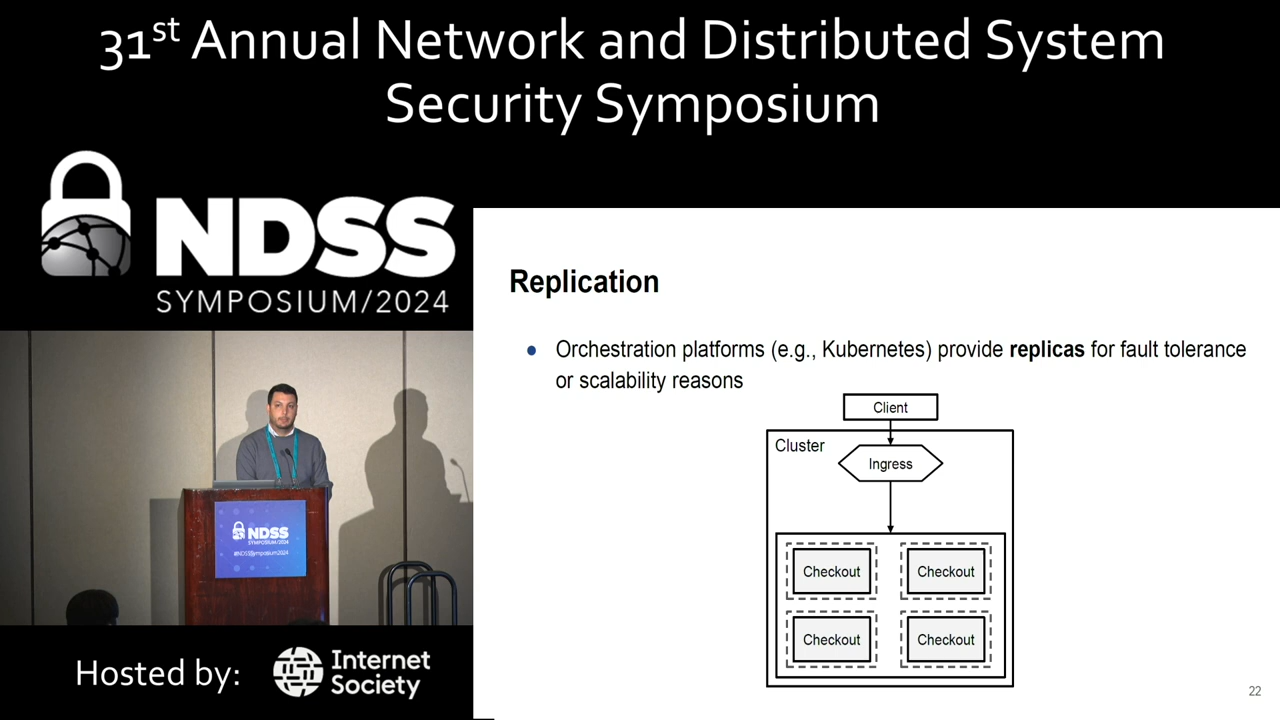 31st Annual Network and Distributed System
Security Symposium
NDSS
SYMPOSIUM/2024
Replication
● Orchestration platforms (e.g., Kubernetes) provide replicas for fault tolerance
or scalability reasons
Client
Cluster
Ingress
Checkout
Checkout
Checkout
Checkout
NDSS
SYMPOSIUM/2024
#NDSSSymposium2024
Hosted by:
Internet
Society
22